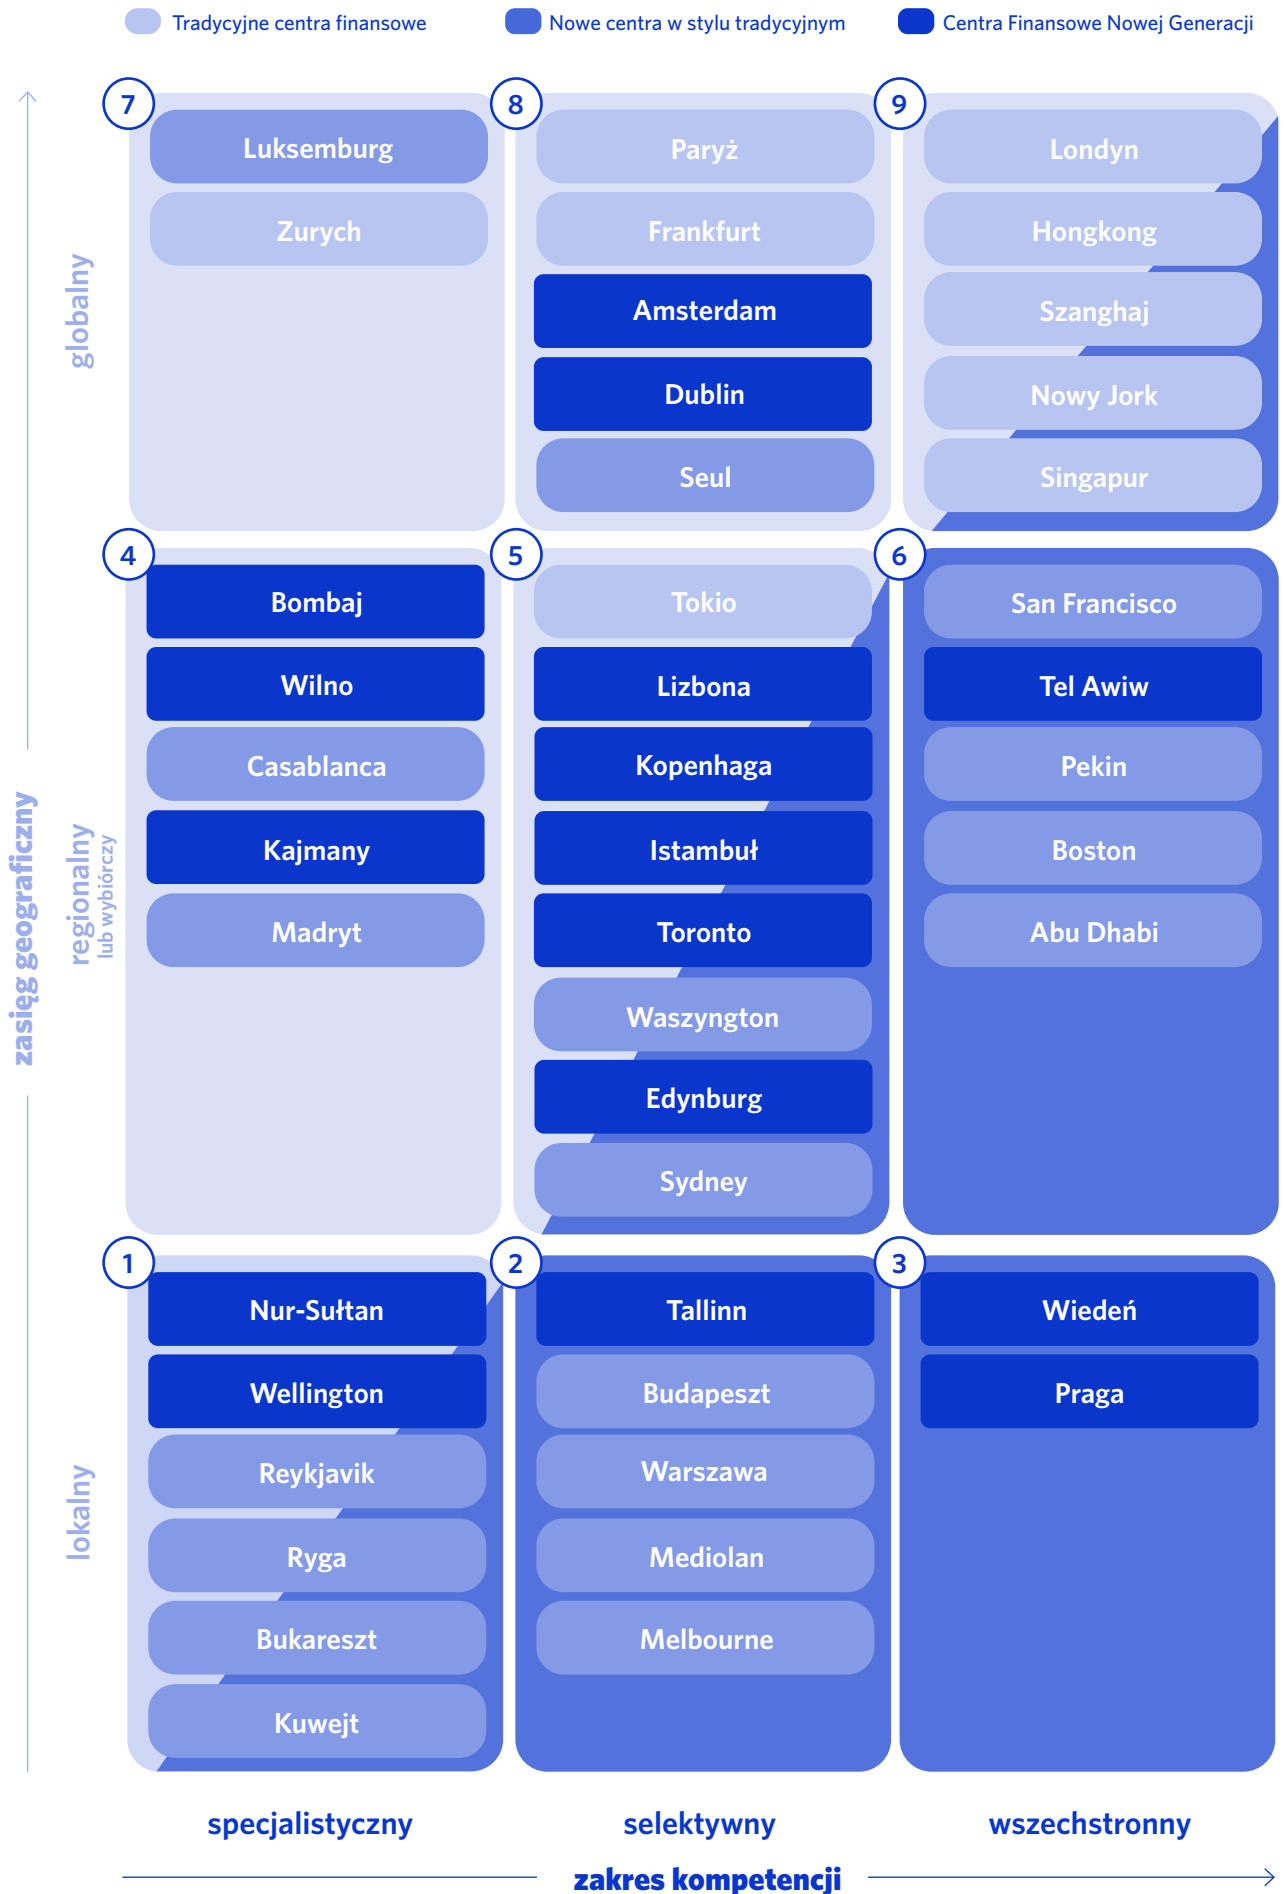 Tradycyjne centra finansowe
Nowe centra w stylu tradycyjnym
Centra Finansowe Nowej Generacji
zasięg geograficzny
globalny
7
Luksemburg
Zurych
8
Paryż
Frankfurt
Amsterdam
Dublin
Seul
9
Londyn
Hongkong
Szanghaj
Nowy Jork
Singapur
regionalny
lub wybiórczy
4
Bombaj
Wilno
Casablanca
Kajmany
Madryt
5
Tokio
Lizbona
Kopenhaga
Istambuł
Toronto
Waszyngton
Edynburg
Sydney
6
San Francisco
Tel Awiw
Pekin
Boston
Abu Dhabi
lokalny
1
Nur-Sułtan
Wellington
Reykjavik
Ryga
Bukareszt
Kuwejt
2
Tallinn
Budapeszt
Warszawa
Mediolan
Melbourne
3
Wiedeń
Praga
specjalistyczny
selektywny
wszechstronny
zakres kompetencji